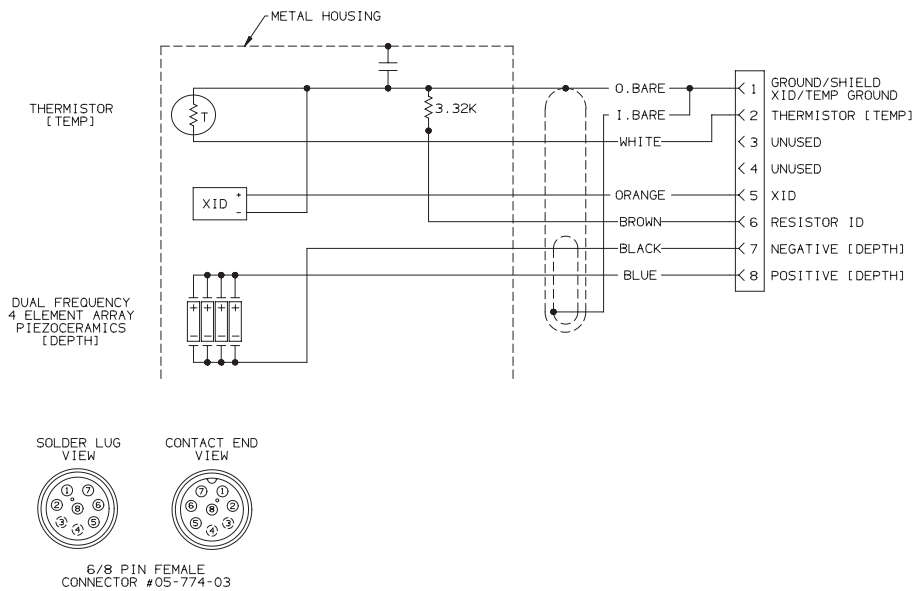 METAL HOUSING
THERMISTOR
[TEMP]
T
3.32K
O.BARE
1
GROUND/SHIELD
XID/TEMP GROUND
I.BARE
2
THERMISTOR [TEMP]
WHITE
3
UNUSED
4
UNUSED
XID
+
-
ORANGE
5
XID
BROWN
6
RESISTOR ID
BLACK
7
NEGATIVE [DEPTH]
BLUE
8
POSITIVE [DEPTH]
DUAL FREQUENCY
4 ELEMENT ARRAY
PIEZOCERAMICS
[DEPTH]
+ + + +
- - - -
SOLDER LUG
VIEW
1 7
2 8 6
3 4 5
CONTACT END
VIEW
7 1
6 8 2
5 4 3
6/8 PIN FEMALE
CONNECTOR #05-774-03